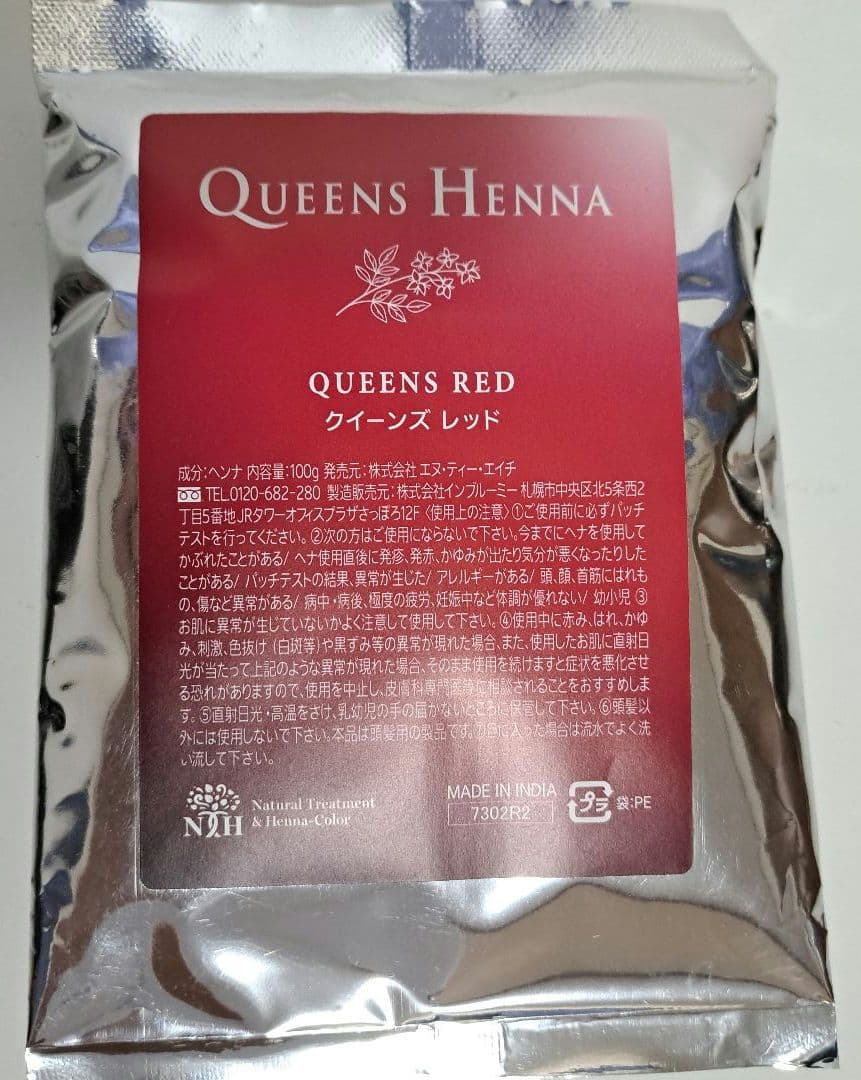 QUEENS HENNA
QUEENS RED
クイーンズ レッド
成分:ヘンナ 内容量:100g 発売元:株式会社 エヌ・ティー・エイチ
TEL.0120-682-280 製造販売元:株式会社インブルーミー 札幌市中央区北5条西2
丁目5番地 JRタワーオフィスプラザさっぽろ12F 〈使用上の注意〉①ご使用前に必ずパッチ
テストを行ってください。②次の方はご使用にならないで下さい。今までにヘナを使用して
かぶれたことがある/ ヘナ使用直後に発疹、発赤、かゆみが出たり気分が悪くなったりした
ことがある/ パッチテストの結果、異常が生じた/ アレルギーがある/ 頭、顔、首筋にはれも
の、傷など異常がある/ 病中・病後、極度の疲労、妊娠中など体調が優れない/ 幼小児 ③
お肌に異常が生じていないかよく注意して使用して下さい。④使用中に赤み、はれ、かゆ
み、刺激、色抜け(白斑等)や黒ずみ等の異常が現れた場合、また、使用したお肌に直射日
光が当たって上記のような異常が現れた場合、そのまま使用を続けますと症状を悪化させ
る恐れがありますので、使用を中止し、皮膚科専門医等に相談されることをおすすめしま
す。⑤直射日光・高温をさけ、乳幼児の手の届かないところに保管して下さい。⑥頭髪以
外には使用しないで下さい。本品は頭髪用の製品です。⑦目に入った場合は流水でよく洗
い流して下さい。
NTH Natural Treatment
& Henna-Color
MADE IN INDIA
7302R2
プラ 袋:PE